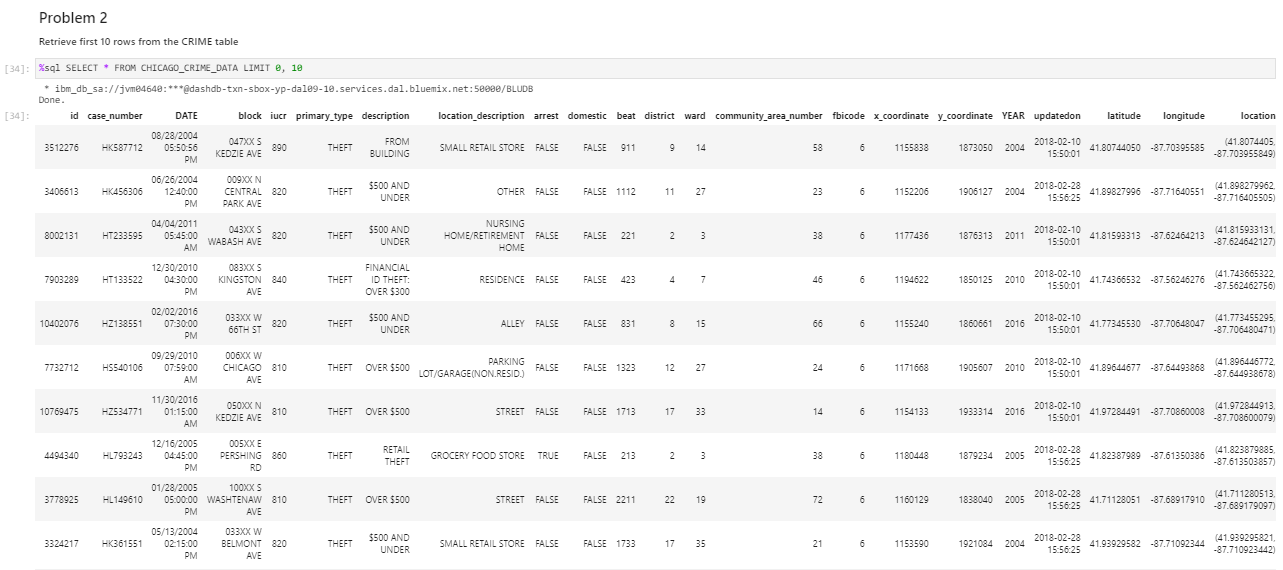 Problem 2
Retrieve first 10 rows from the CRIME table
[34]: %sql SELECT * FROM CHICAGO_CRIME_DATA LIMIT 0, 10
* ibm_db_sa://jvm04640:***@dashdb-txn-sbox-yp-dal09-10.services.dal.bluemix.net:50000/BLUDB
Done.
[34]: id case_number DATE block iucr primary_type description location_description arrest domestic beat district ward community_area_number fbicode x_coordinate y_coordinate YEAR updatedon latitude longitude location
3512276 HK587712 08/28/2004 05:50:56 PM 047XX S KEDZIE AVE 890 THEFT FROM BUILDING SMALL RETAIL STORE FALSE FALSE 911 9 14 58 6 1155838 1873050 2004 2018-02-10 15:50:01 41.80744050 -87.70395585 (41.8074405, -87.703955849)
3406613 HK456306 06/26/2004 12:40:00 PM 009XX N CENTRAL PARK AVE 820 THEFT $500 AND UNDER OTHER FALSE FALSE 1112 11 27 23 6 1152206 1906127 2004 2018-02-28 15:56:25 41.89827996 -87.71640551 (41.898279962, -87.716405505)
8002131 HT233595 04/04/2011 05:45:00 AM 043XX S WABASH AVE 820 THEFT $500 AND UNDER NURSING HOME/RETIREMENT HOME FALSE FALSE 221 2 3 38 6 1177436 1876313 2011 2018-02-10 15:50:01 41.81593313 -87.62464213 (41.815933131, -87.624642127)
7903289 HT133522 12/30/2010 04:30:00 PM 083XX S KINGSTON AVE 840 THEFT FINANCIAL ID THEFT: OVER $300 RESIDENCE FALSE FALSE 423 4 7 46 6 1194622 1850125 2010 2018-02-10 15:50:01 41.74366532 -87.56246276 (41.743665322, -87.562462756)
10402076 HZ138551 02/02/2016 07:30:00 PM 033XX W 66TH ST 820 THEFT $500 AND UNDER ALLEY FALSE FALSE 831 8 15 66 6 1155240 1860661 2016 2018-02-10 15:50:01 41.77345530 -87.70648047 (41.773455295, -87.706480471)
7732712 HS540106 09/29/2010 07:59:00 AM 006XX W CHICAGO AVE 810 THEFT OVER $500 PARKING LOT/GARAGE(NON.RESID.) FALSE FALSE 1323 12 27 24 6 1171668 1905607 2010 2018-02-10 15:50:01 41.89644677 -87.64493868 (41.896446772, -87.644938678)
10769475 HZ534771 11/30/2016 01:15:00 AM 050XX N KEDZIE AVE 810 THEFT OVER $500 STREET FALSE FALSE 1713 17 33 14 6 1154133 1933314 2016 2018-02-10 15:50:01 41.97284491 -87.70860008 (41.972844913, -87.708600079)
4494340 HL793243 12/16/2005 04:45:00 PM 005XX E PERSHING RD 860 THEFT RETAIL THEFT GROCERY FOOD STORE TRUE FALSE 213 2 3 38 6 1180448 1879234 2005 2018-02-28 15:56:25 41.82387989 -87.61350386 (41.823879885, -87.613503857)
3778925 HL149610 01/28/2005 05:00:00 PM 100XX S WASHTENAW AVE 810 THEFT OVER $500 STREET FALSE FALSE 2211 22 19 72 6 1160129 1838040 2005 2018-02-28 15:56:25 41.71128051 -87.68917910 (41.711280513, -87.689179097)
3324217 HK361551 05/13/2004 02:15:00 PM 033XX W BELMONT AVE 820 THEFT $500 AND UNDER SMALL RETAIL STORE FALSE FALSE 1733 17 35 21 6 1153590 1921084 2004 2018-02-28 15:56:25 41.93929582 -87.71092344 (41.939295821, -87.710923442)